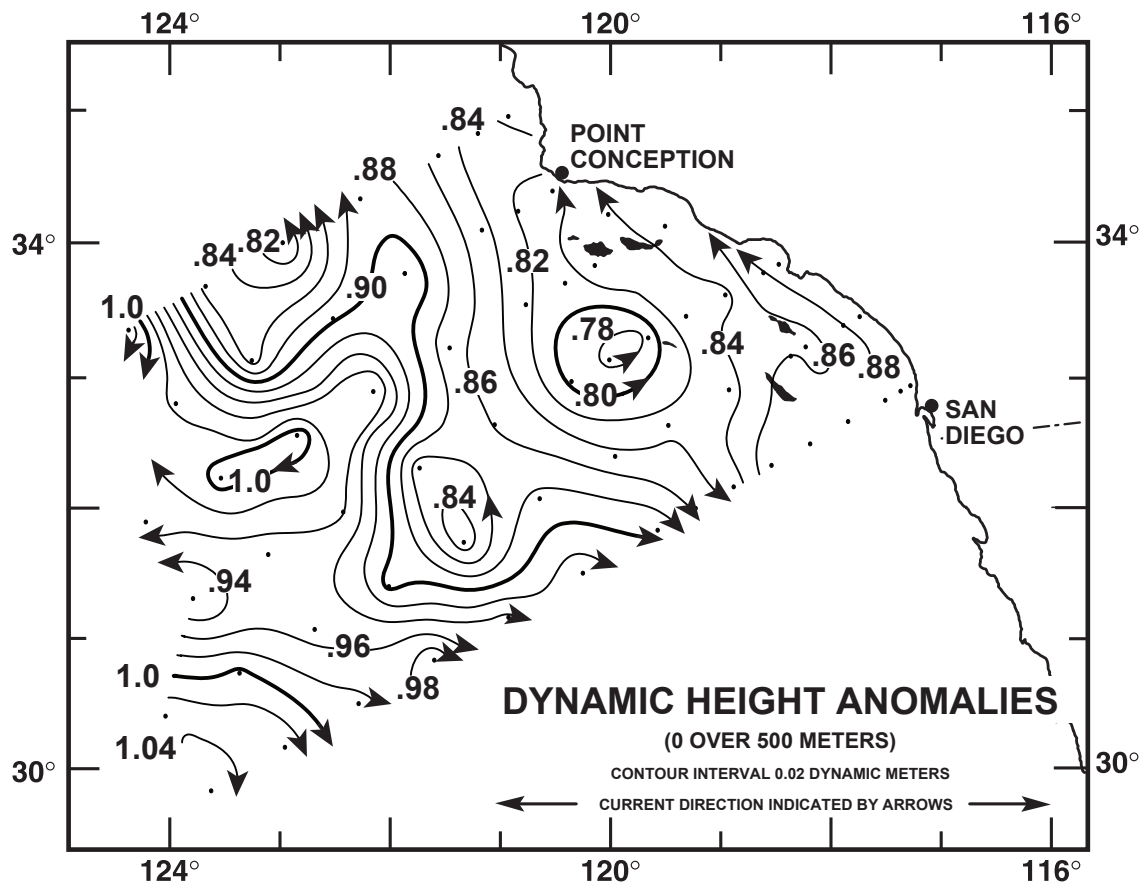 124° 120° 116°
.84
POINT
CONCEPTION
.88
34° .84 .82 34°
.82
.90
1.0
.78
.84
.86 .88
.86
.80
SAN
DIEGO
1.0
.84
.94
.96
1.0 .98
DYNAMIC HEIGHT ANOMALIES
1.04
(0 OVER 500 METERS)
30° CONTOUR INTERVAL 0.02 DYNAMIC METERS 30°
CURRENT DIRECTION INDICATED BY ARROWS
124° 120° 116°